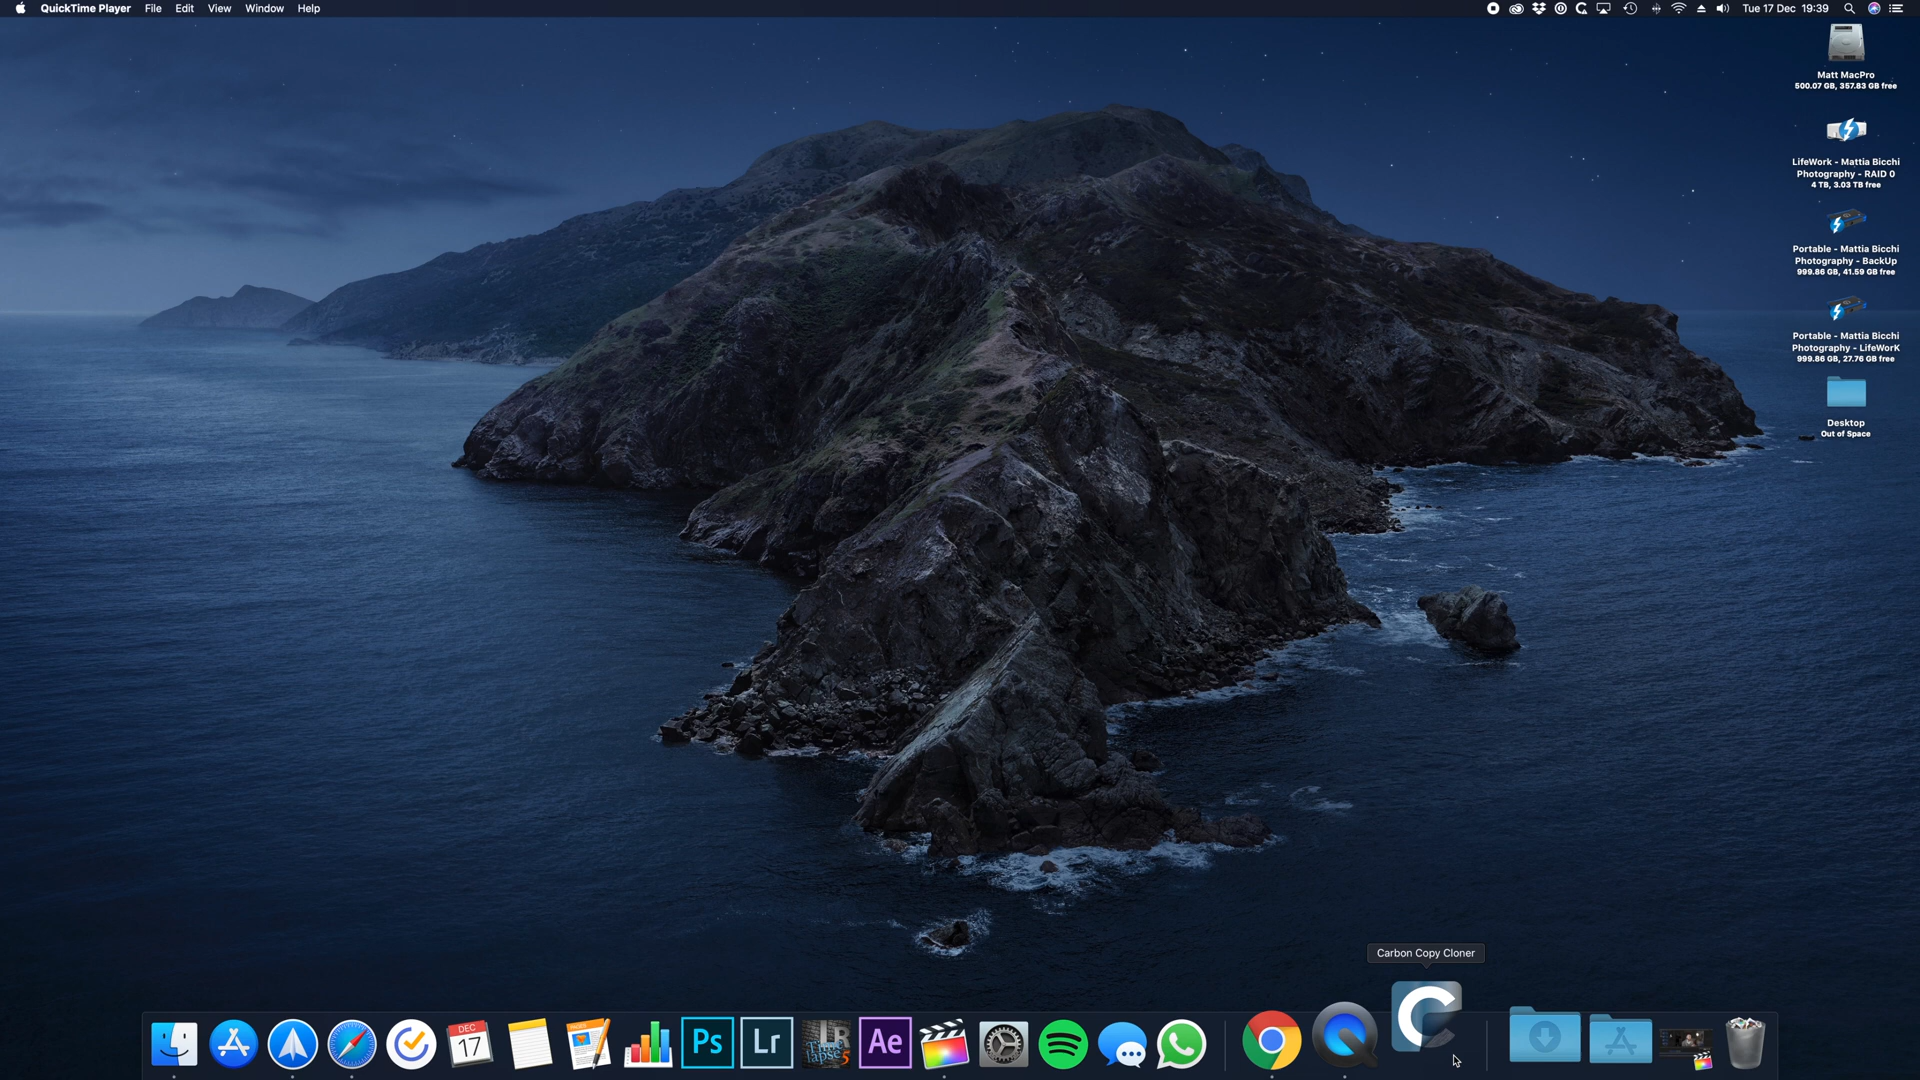 QuickTime Player File Edit View Window Help
Tue 17 Dec 19:39
Matt MacPro
500.07 GB, 357.83 GB free
LifeWork - Mattia Bicchi
Photography - RAID 0
4 TB, 3.03 TB free
Portable - Mattia Bicchi
Photography - BackUp
999.86 GB, 41.59 GB free
Portable - Mattia Bicchi
Photography - LifeWorK
999.86 GB, 27.76 GB free
Desktop
Out of Space
Carbon Copy Cloner
DEC
17
Ps
Lr
LR
lapse5
Ae